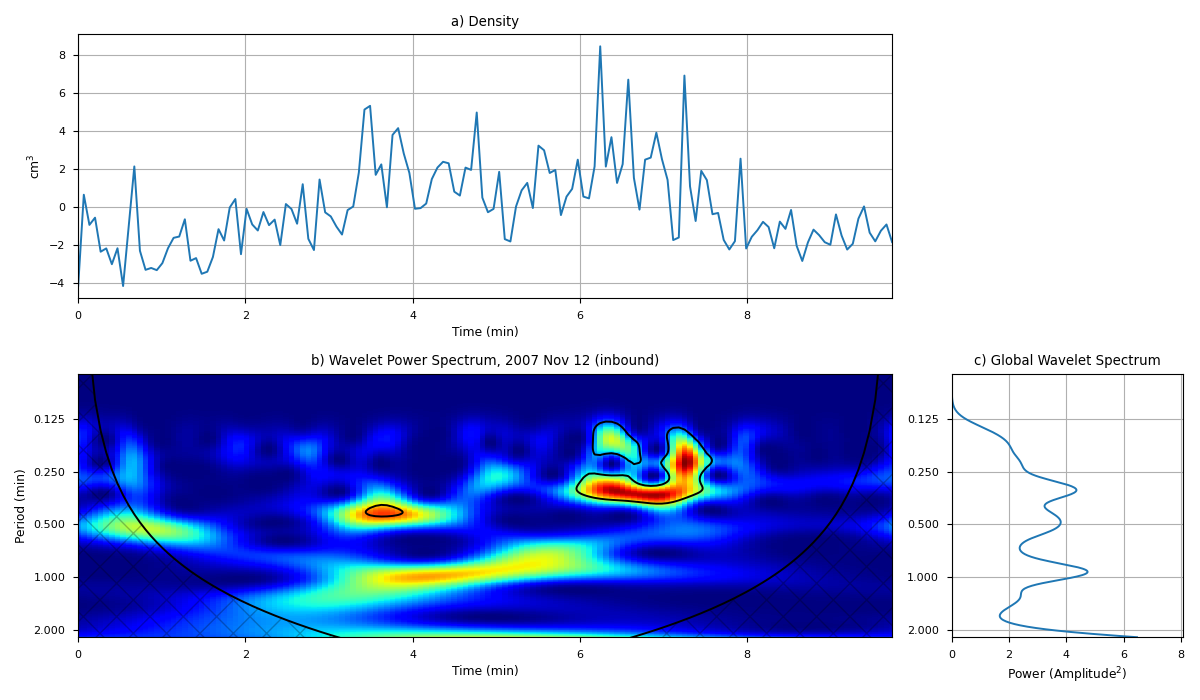 a) Density
cm³
8
6
4
2
0
−2
−4
0 2 4 6 8
Time (min)
b) Wavelet Power Spectrum, 2007 Nov 12 (inbound)
Period (min)
0.125
0.250
0.500
1.000
2.000
0 2 4 6 8
Time (min)
c) Global Wavelet Spectrum
0.125
0.250
0.500
1.000
2.000
0 2 4 6 8
Power (Amplitude²)